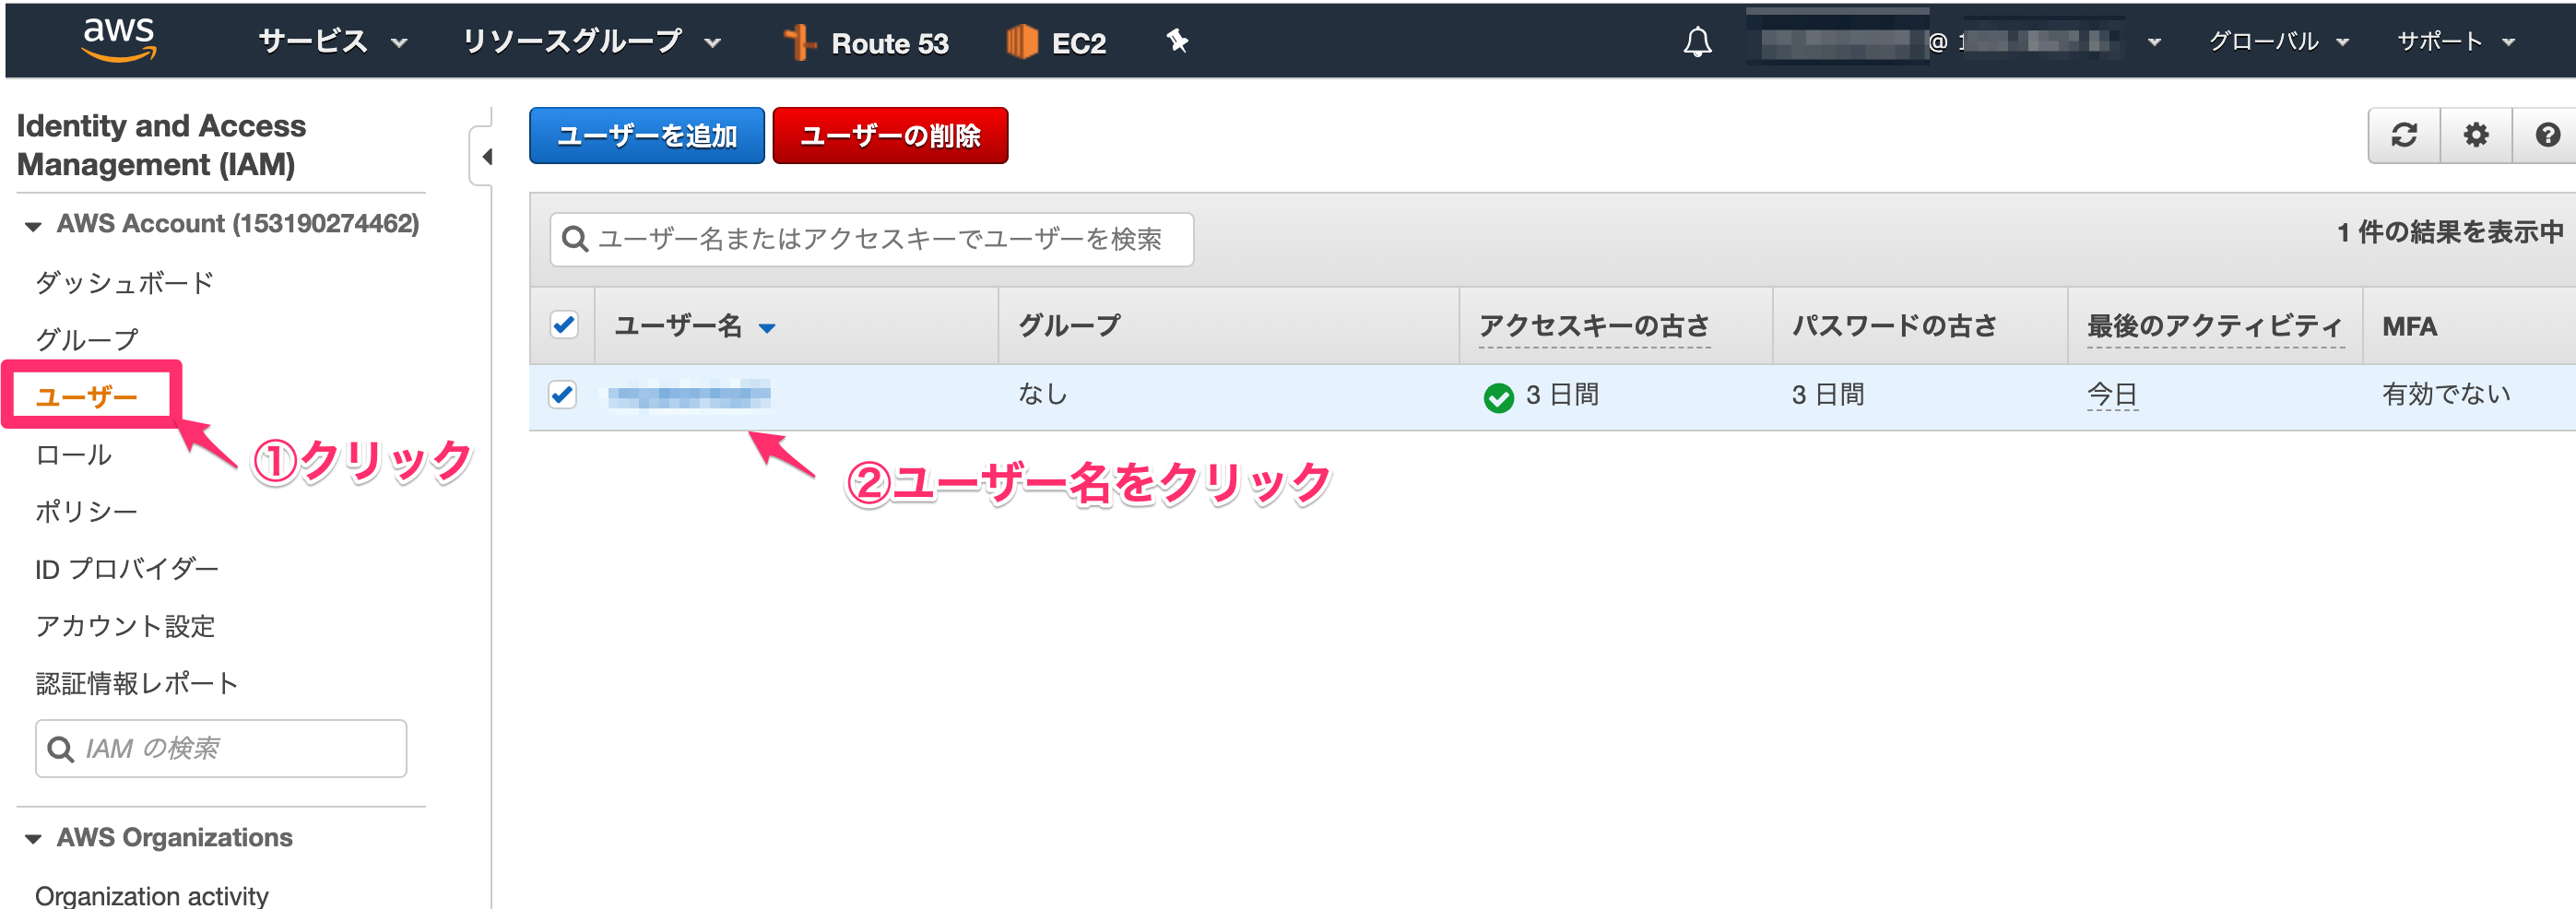 aws サービス リソースグループ Route 53 EC2 @ 1 グローバル サポート
Identity and Access
Management (IAM)
ユーザーを追加 ユーザーの削除
AWS Account (153190274462)
ユーザー名またはアクセスキーでユーザーを検索
1 件の結果を表示中
ダッシュボード
グループ
ユーザー
ロール
ポリシー
ID プロバイダー
アカウント設定
認証情報レポート
IAM の検索
AWS Organizations
Organization activity
ユーザー名 グループ アクセスキーの古さ パスワードの古さ 最後のアクティビティ MFA
なし 3 日間 3 日間 今日 有効でない
①クリック
②ユーザー名をクリック